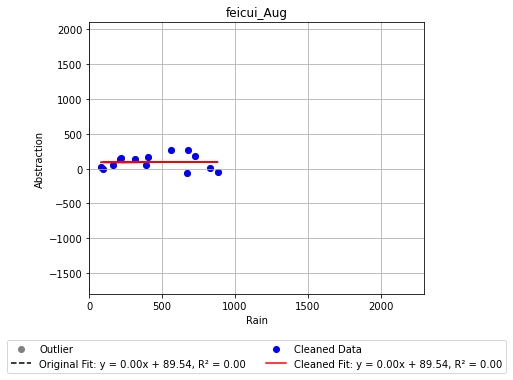 feicui_Aug
2000
1500
1000
500
0
−500
−1000
−1500
Abstraction
0 500 1000 1500 2000
Rain
Outlier Cleaned Data
Original Fit: y = 0.00x + 89.54, R² = 0.00 Cleaned Fit: y = 0.00x + 89.54, R² = 0.00